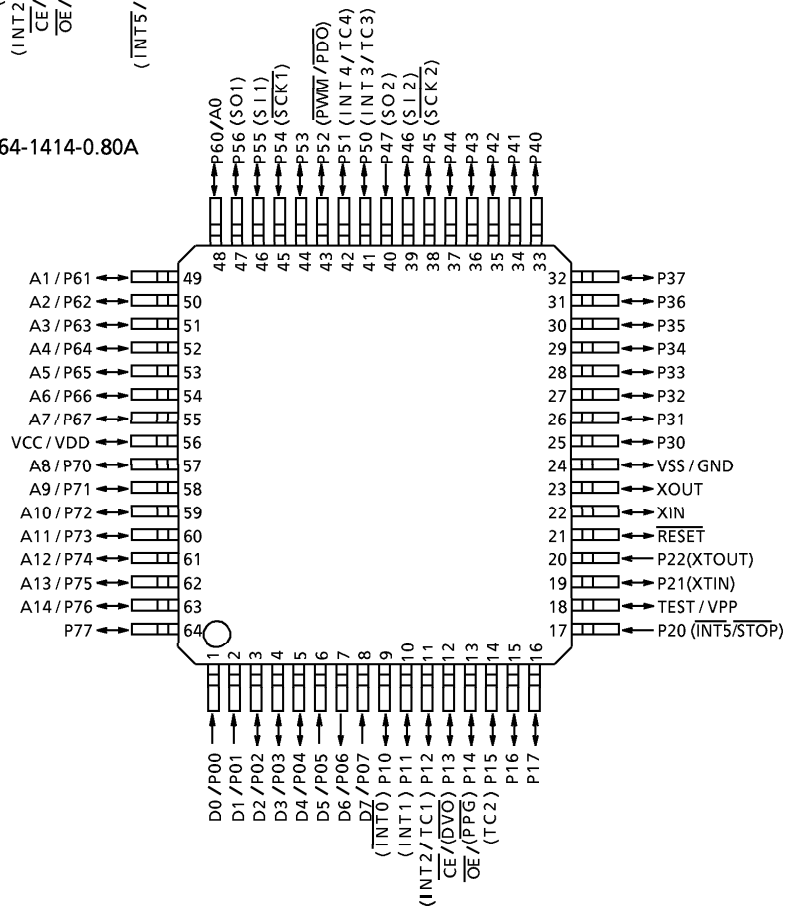 (INT2
CE/
OE/
(INT5/
64-1414-0.80A
P60/A0
P56 (SO1)
P55 (SI1)
P54 (SCK1)
P53
P52 (PWM/PDO)
P51 (INT4/TC4)
P50 (INT3/TC3)
P47 (SO2)
P46 (SI2)
P45 (SCK2)
P44
P43
P42
P41
P40
48 47 46 45 44 43 42 41 40 39 38 37 36 35 34 33
A1/P61 49
A2/P62 50
A3/P63 51
A4/P64 52
A5/P65 53
A6/P66 54
A7/P67 55
VCC/VDD 56
A8/P70 57
A9/P71 58
A10/P72 59
A11/P73 60
A12/P74 61
A13/P75 62
A14/P76 63
P77 64
32 P37
31 P36
30 P35
29 P34
28 P33
27 P32
26 P31
25 P30
24 VSS/GND
23 XOUT
22 XIN
21 RESET
20 P22(XTOUT)
19 P21(XTIN)
18 TEST/VPP
17 P20 (INT5/STOP)
1 2 3 4 5 6 7 8 9 10 11 12 13 14 15 16
D0/P00
D1/P01
D2/P02
D3/P03
D4/P04
D5/P05
D6/P06
D7/P07
(INT0) P10
(INT1) P11
(INT2/TC1) P12
CE/(DVO) P13
OE/(PPG) P14
(TC2) P15
P16
P17